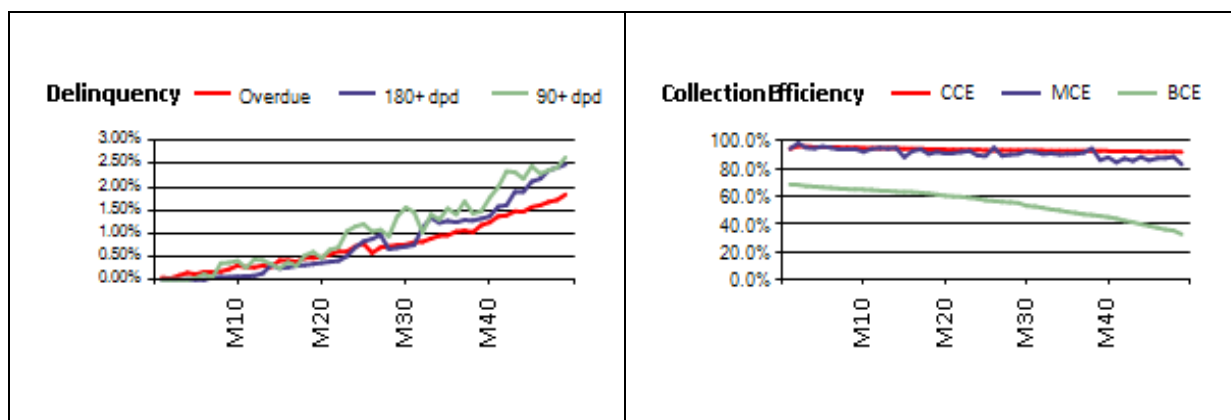 Delinquency Overdue 180+ dpd 90+ dpd
3.00%
2.50%
2.00%
1.50%
1.00%
0.50%
0.00%
M10
M20
M30
M40
Collection Efficiency CCE MCE BCE
100.0%
80.0%
60.0%
40.0%
20.0%
0.0%
M10
M20
M30
M40